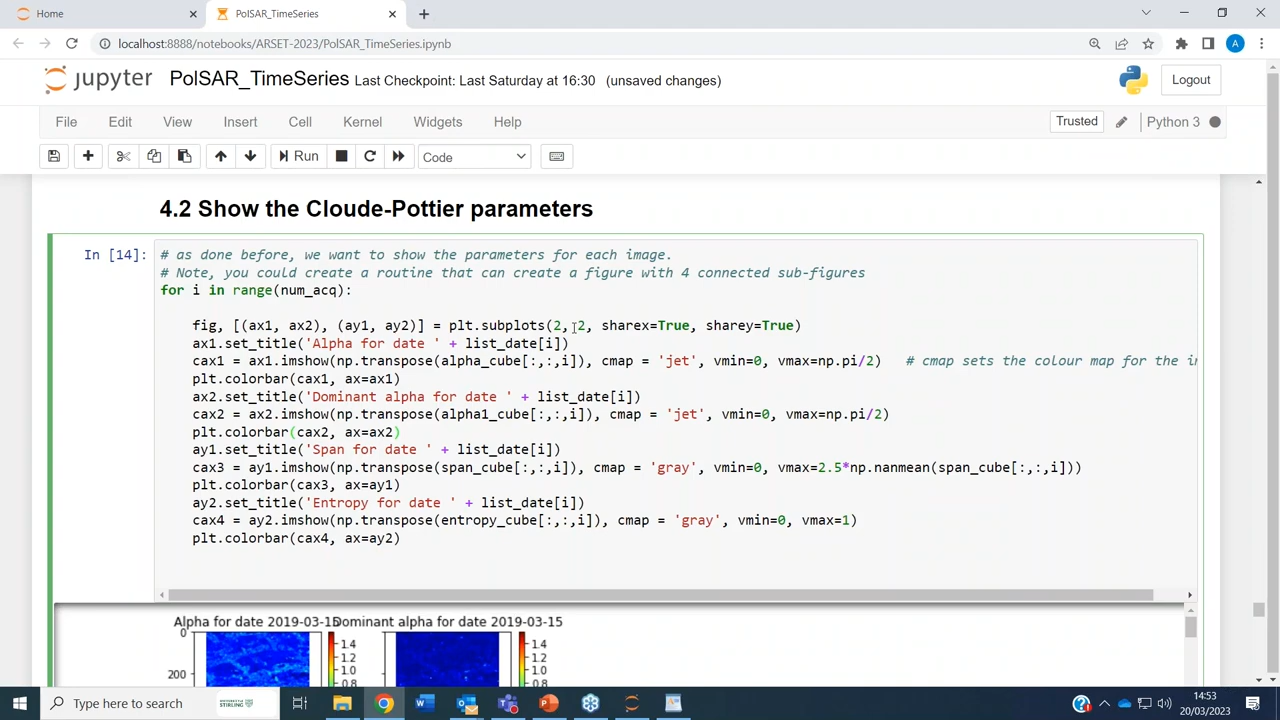 Home
PolSAR_TimeSeries
localhost:8888/notebooks/ARSET-2023/PolSAR_TimeSeries.ipynb
A
jupyter PolSAR_TimeSeries Last Checkpoint: Last Saturday at 16:30 (unsaved changes)
Logout
File Edit View Insert Cell Kernel Widgets Help
Trusted
Python 3
Run
Code
4.2 Show the Cloude-Pottier parameters
In [14]:
# as done before, we want to show the parameters for each image.
# Note, you could create a routine that can create a figure with 4 connected sub-figures
for i in range(num_acq):
fig, [(ax1, ax2), (ay1, ay2)] = plt.subplots(2, 2, sharex=True, sharey=True)
ax1.set_title('Alpha for date ' + list_date[i])
cax1 = ax1.imshow(np.transpose(alpha_cube[:,:,i]), cmap = 'jet', vmin=0, vmax=np.pi/2) # cmap sets the colour map for the i
plt.colorbar(cax1, ax=ax1)
ax2.set_title('Dominant alpha for date ' + list_date[i])
cax2 = ax2.imshow(np.transpose(alpha1_cube[:,:,i]), cmap = 'jet', vmin=0, vmax=np.pi/2)
plt.colorbar(cax2, ax=ax2)
ay1.set_title('Span for date ' + list_date[i])
cax3 = ay1.imshow(np.transpose(span_cube[:,:,i]), cmap = 'gray', vmin=0, vmax=2.5*np.nanmean(span_cube[:,:,i]))
plt.colorbar(cax3, ax=ay1)
ay2.set_title('Entropy for date ' + list_date[i])
cax4 = ay2.imshow(np.transpose(entropy_cube[:,:,i]), cmap = 'gray', vmin=0, vmax=1)
plt.colorbar(cax4, ax=ay2)
Alpha for date 2019-03-15
Dominant alpha for date 2019-03-15
0
200
1.4
1.2
1.0
0.8
1.4
1.2
1.0
0.8
Type here to search
14:53
20/03/2023